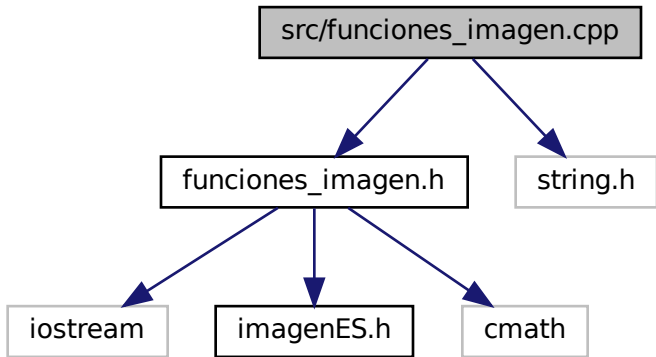 src/funciones_imagen.cpp
funciones_imagen.h
string.h
iostream
imagenES.h
cmath